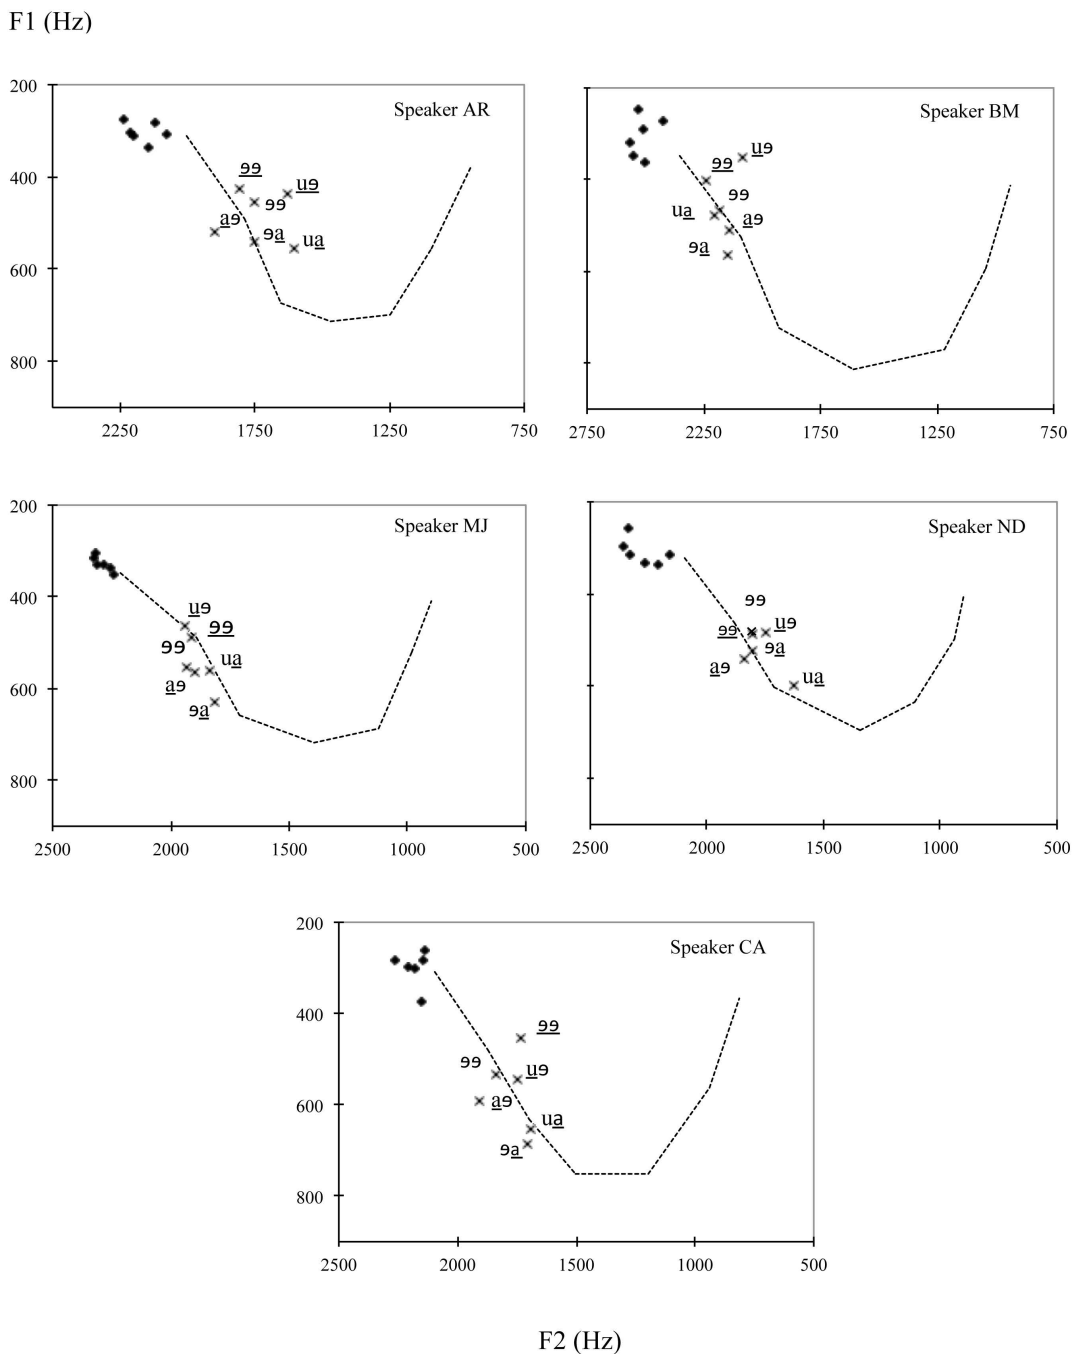 F1 (Hz)
Speaker AR
200
400
600
800
ɘɘ
uɘ
ɘɘ
aɘ
ɘa
ua
2250
1750
1250
750
Speaker BM
uɘ
ɘɘ
ɘɘ
ua
aɘ
ɘa
2750
2250
1750
1250
750
Speaker MJ
200
400
600
800
uɘ
ɘɘ
ɘɘ
ua
aɘ
ɘa
2500
2000
1500
1000
500
Speaker ND
ɘɘ
ɘɘ
uɘ
ɘa
aɘ
ua
2500
2000
1500
1000
500
Speaker CA
200
400
600
800
ɘɘ
ɘɘ
uɘ
aɘ
ua
ɘa
2500
2000
1500
1000
500
F2 (Hz)